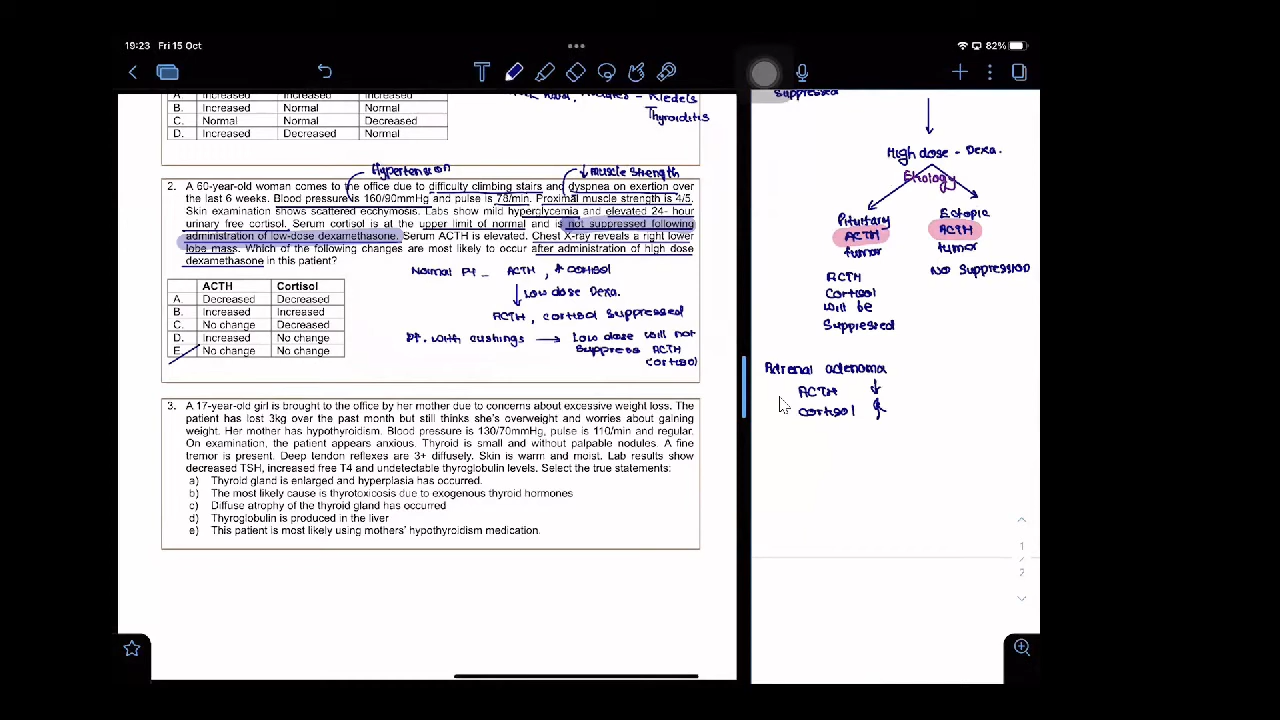 19:23 Fri 15 Oct
82%
A. Increased Increased Increased
B. Increased Normal Normal
C. Normal Normal Decreased
D. Increased Decreased Normal
Riedels
Thyroiditis
Hypertension
↓ Muscle strength
2. A 60-year-old woman comes to the office due to difficulty climbing stairs and dyspnea on exertion over
the last 6 weeks. Blood pressure is 160/90mmHg and pulse is 78/min. Proximal muscle strength is 4/5.
Skin examination shows scattered ecchymosis. Labs show mild hyperglycemia and elevated 24- hour
urinary free cortisol. Serum cortisol is at the upper limit of normal and is not suppressed following
administration of low-dose dexamethasone. Serum ACTH is elevated. Chest X-ray reveals a right lower
lobe mass. Which of the following changes are most likely to occur after administration of high dose
dexamethasone in this patient?
Normal Pt – ACTH, ↑ cortisol
↓ Low dose Dexa.
ACTH, cortisol suppressed
Pt. with cushings → Low dose will not
suppress ACTH
cortisol
ACTH Cortisol
A. Decreased Decreased
B. Increased Increased
C. No change Decreased
D. Increased No change
E. No change No change
3. A 17-year-old girl is brought to the office by her mother due to concerns about excessive weight loss. The
patient has lost 3kg over the past month but still thinks she's overweight and worries about gaining
weight. Her mother has hypothyroidism. Blood pressure is 130/70mmHg, pulse is 110/min and regular.
On examination, the patient appears anxious. Thyroid is small and without palpable nodules. A fine
tremor is present. Deep tendon reflexes are 3+ diffusely. Skin is warm and moist. Lab results show
decreased TSH, increased free T4 and undetectable thyroglobulin levels. Select the true statements:
a) Thyroid gland is enlarged and hyperplasia has occurred.
b) The most likely cause is thyrotoxicosis due to exogenous thyroid hormones
c) Diffuse atrophy of the thyroid gland has occurred
d) Thyroglobulin is produced in the liver
e) This patient is most likely using mothers' hypothyroidism medication.
suppressed
High dose - Dexa.
Etiology
Pituitary
ACTH
tumor
ACTH
Cortisol
will be
suppressed
Ectopic
ACTH
tumor
No suppression
Adrenal adenoma
ACTH ↓
cortisol
1
/
2